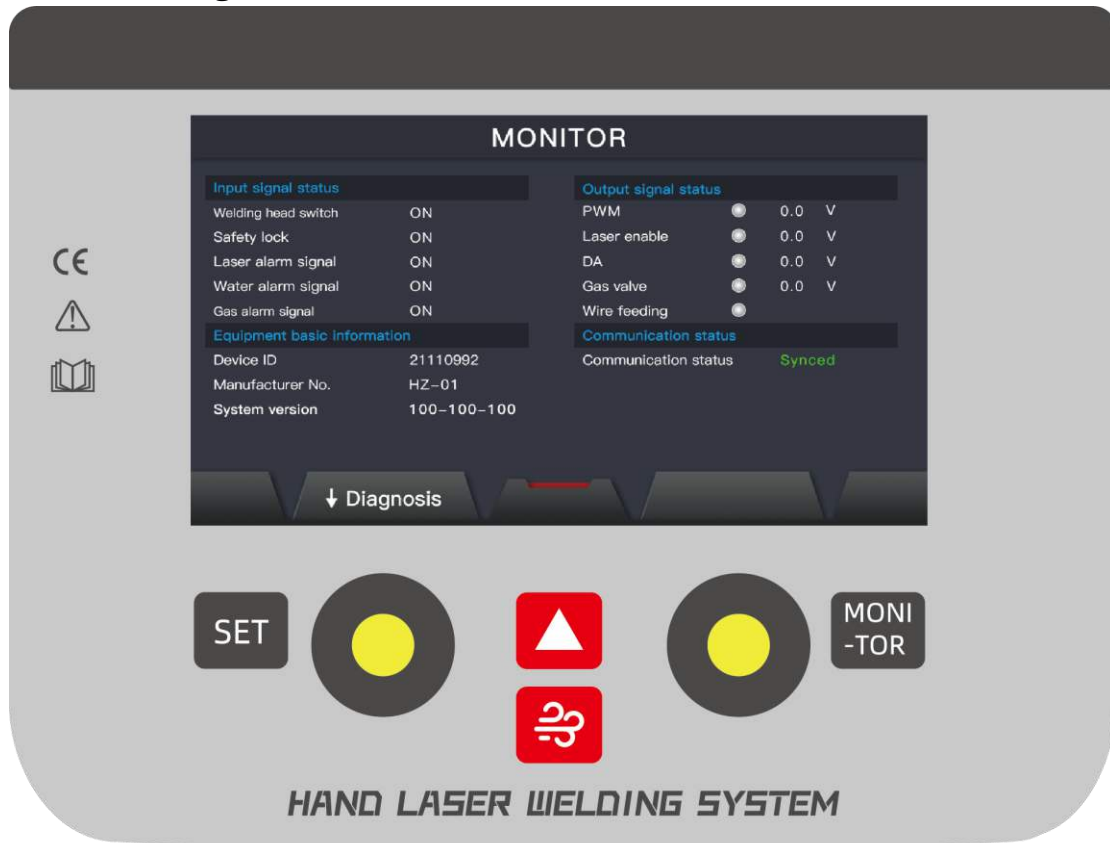 MONITOR
Input signal status
Welding head switch ON
Safety lock ON
Laser alarm signal ON
Water alarm signal ON
Gas alarm signal ON
Equipment basic information
Device ID 21110992
Manufacturer No. HZ-01
System version 100-100-100
Output signal status
PWM 0.0 V
Laser enable 0.0 V
DA 0.0 V
Gas valve 0.0 V
Wire feeding
Communication status
Communication status Synced
↓ Diagnosis
CE
SET
MONI
-TOR
HAND LASER WELDING SYSTEM